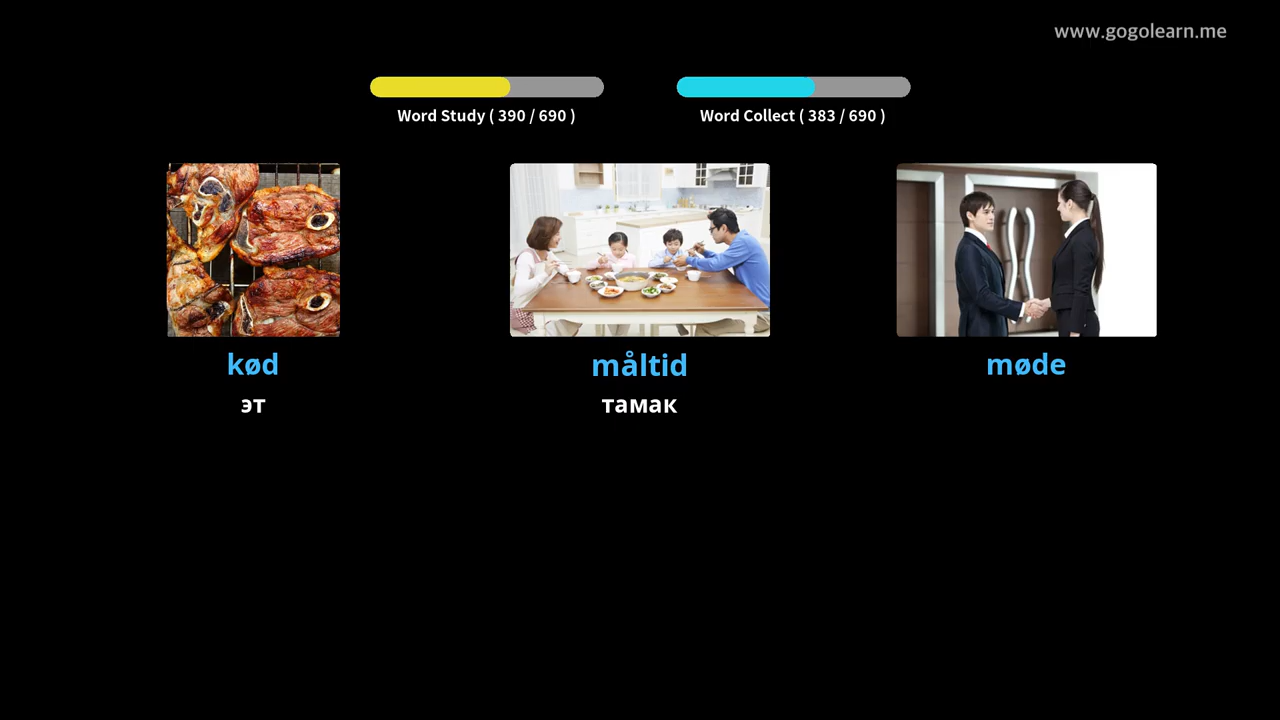 www.gogolearn.me
Word Study ( 390 / 690 )
Word Collect ( 383 / 690 )
kød
måltid
møde
эт
тамак